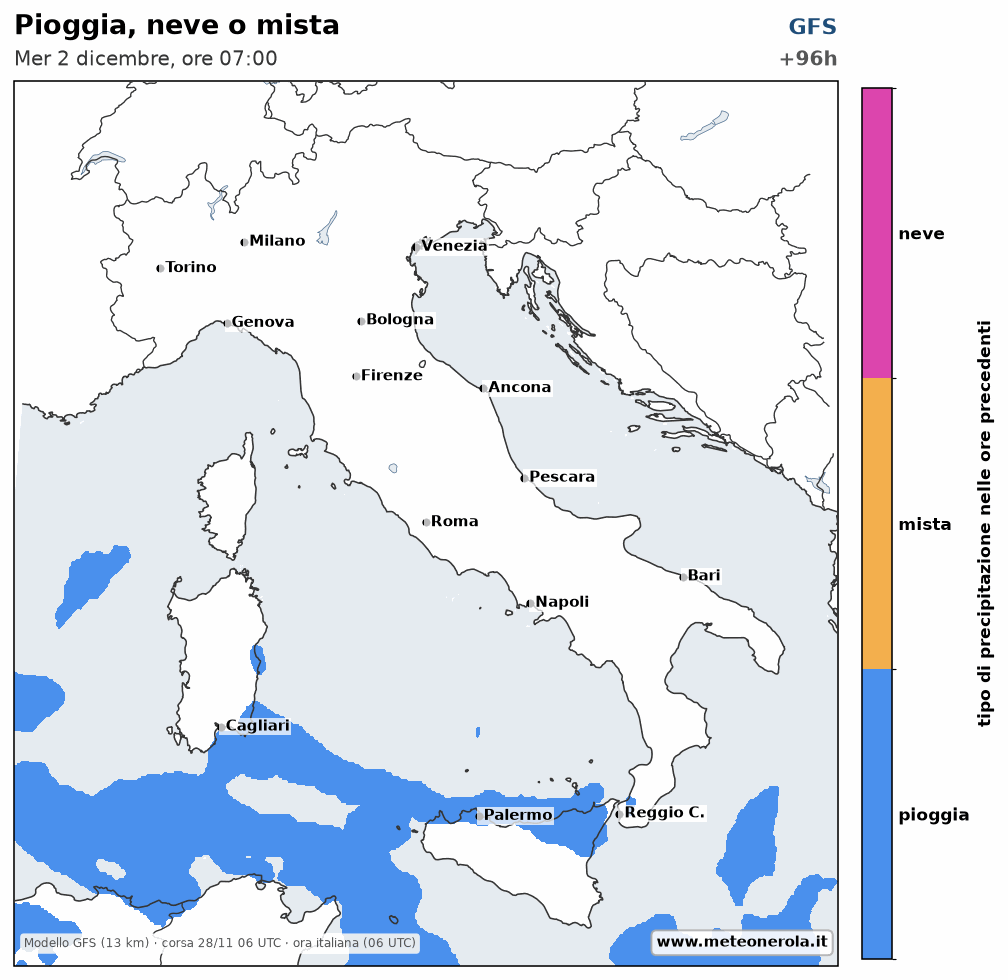 Pioggia, neve o mista
GFS
Mer 2 dicembre, ore 07:00
+96h
neve
Milano
Venezia
Torino
Genova
Bologna
Firenze
Ancona
Pescara
mista
Roma
Bari
Napoli
tipo di precipitazione nelle ore precedenti
Cagliari
Palermo
Reggio C.
pioggia
Modello GFS (13 km) · corsa 28/11 06 UTC · ora italiana (06 UTC)
www.meteonerola.it